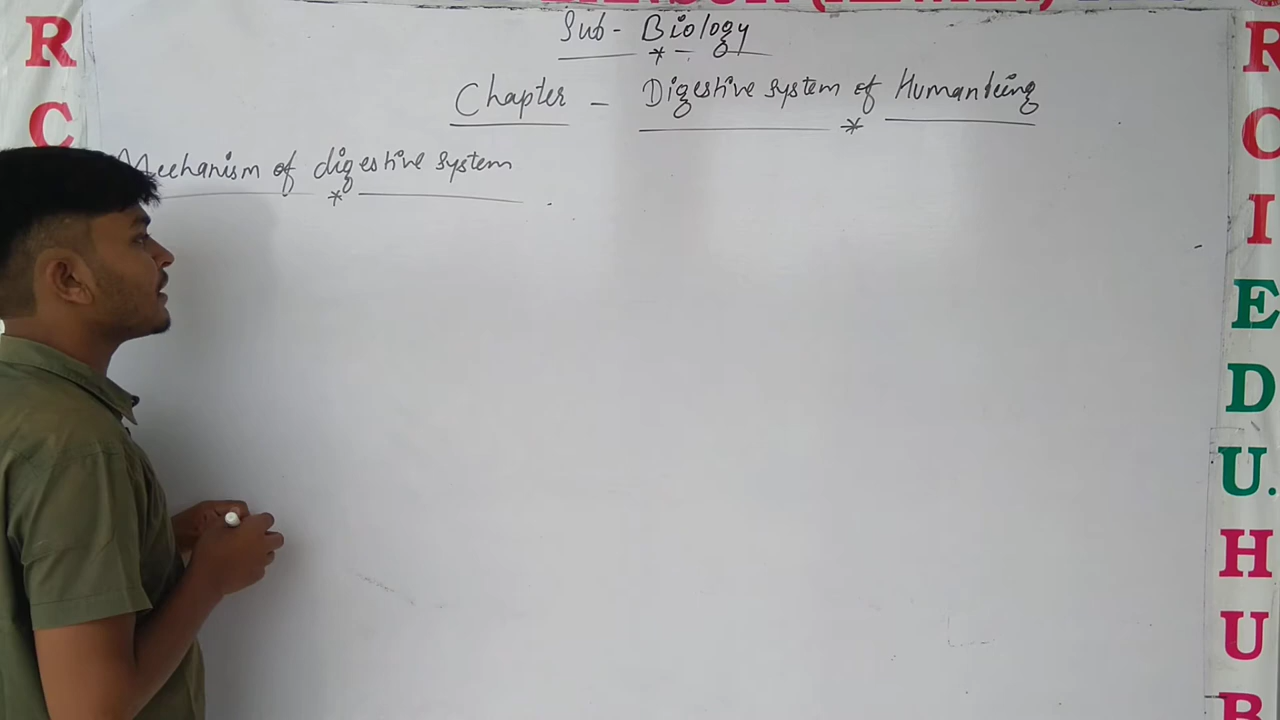 Sub - Biology
Chapter - Digestive system of Humanbeing
Mechanism of digestive system
R
C
R
C
I
E
D
U.
H
U
B